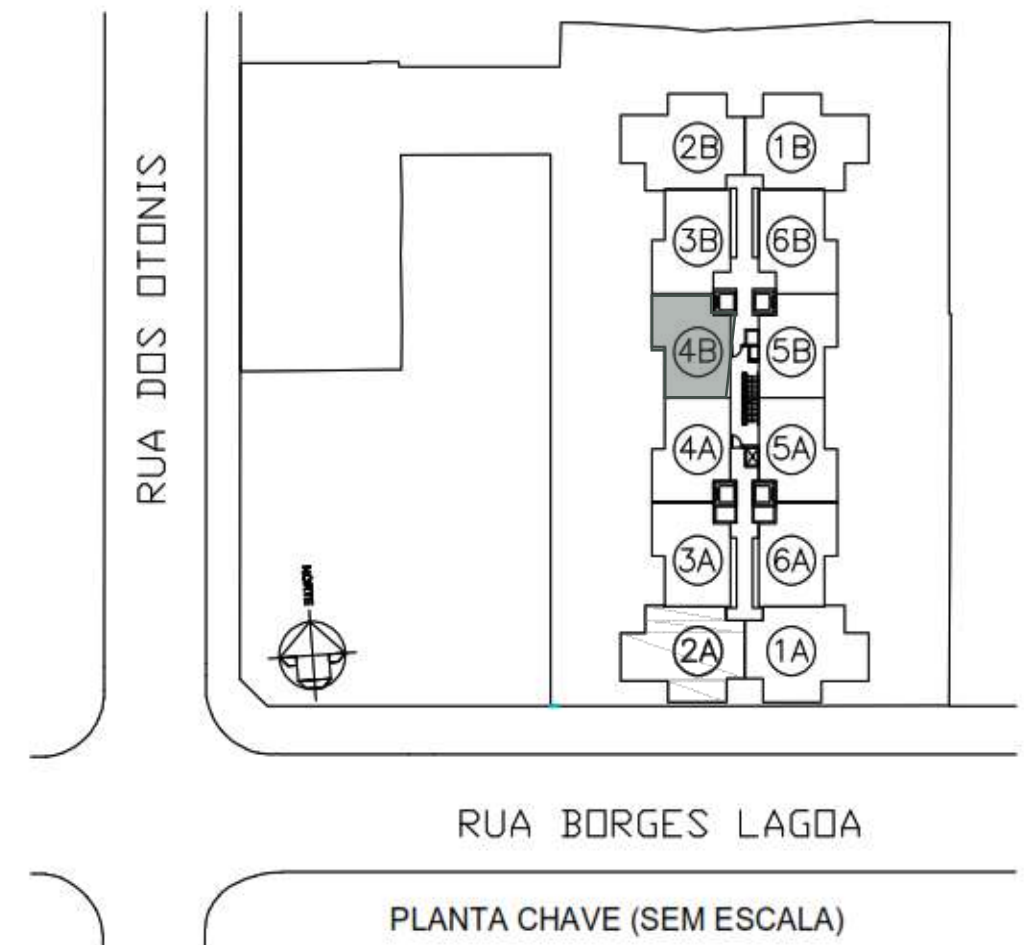 RUA DOS OTONIS
2B 1B
3B 6B
4B 5B
4A 5A
3A 6A
2A 1A
NORTE
RUA BORGES LAGOA
PLANTA CHAVE (SEM ESCALA)